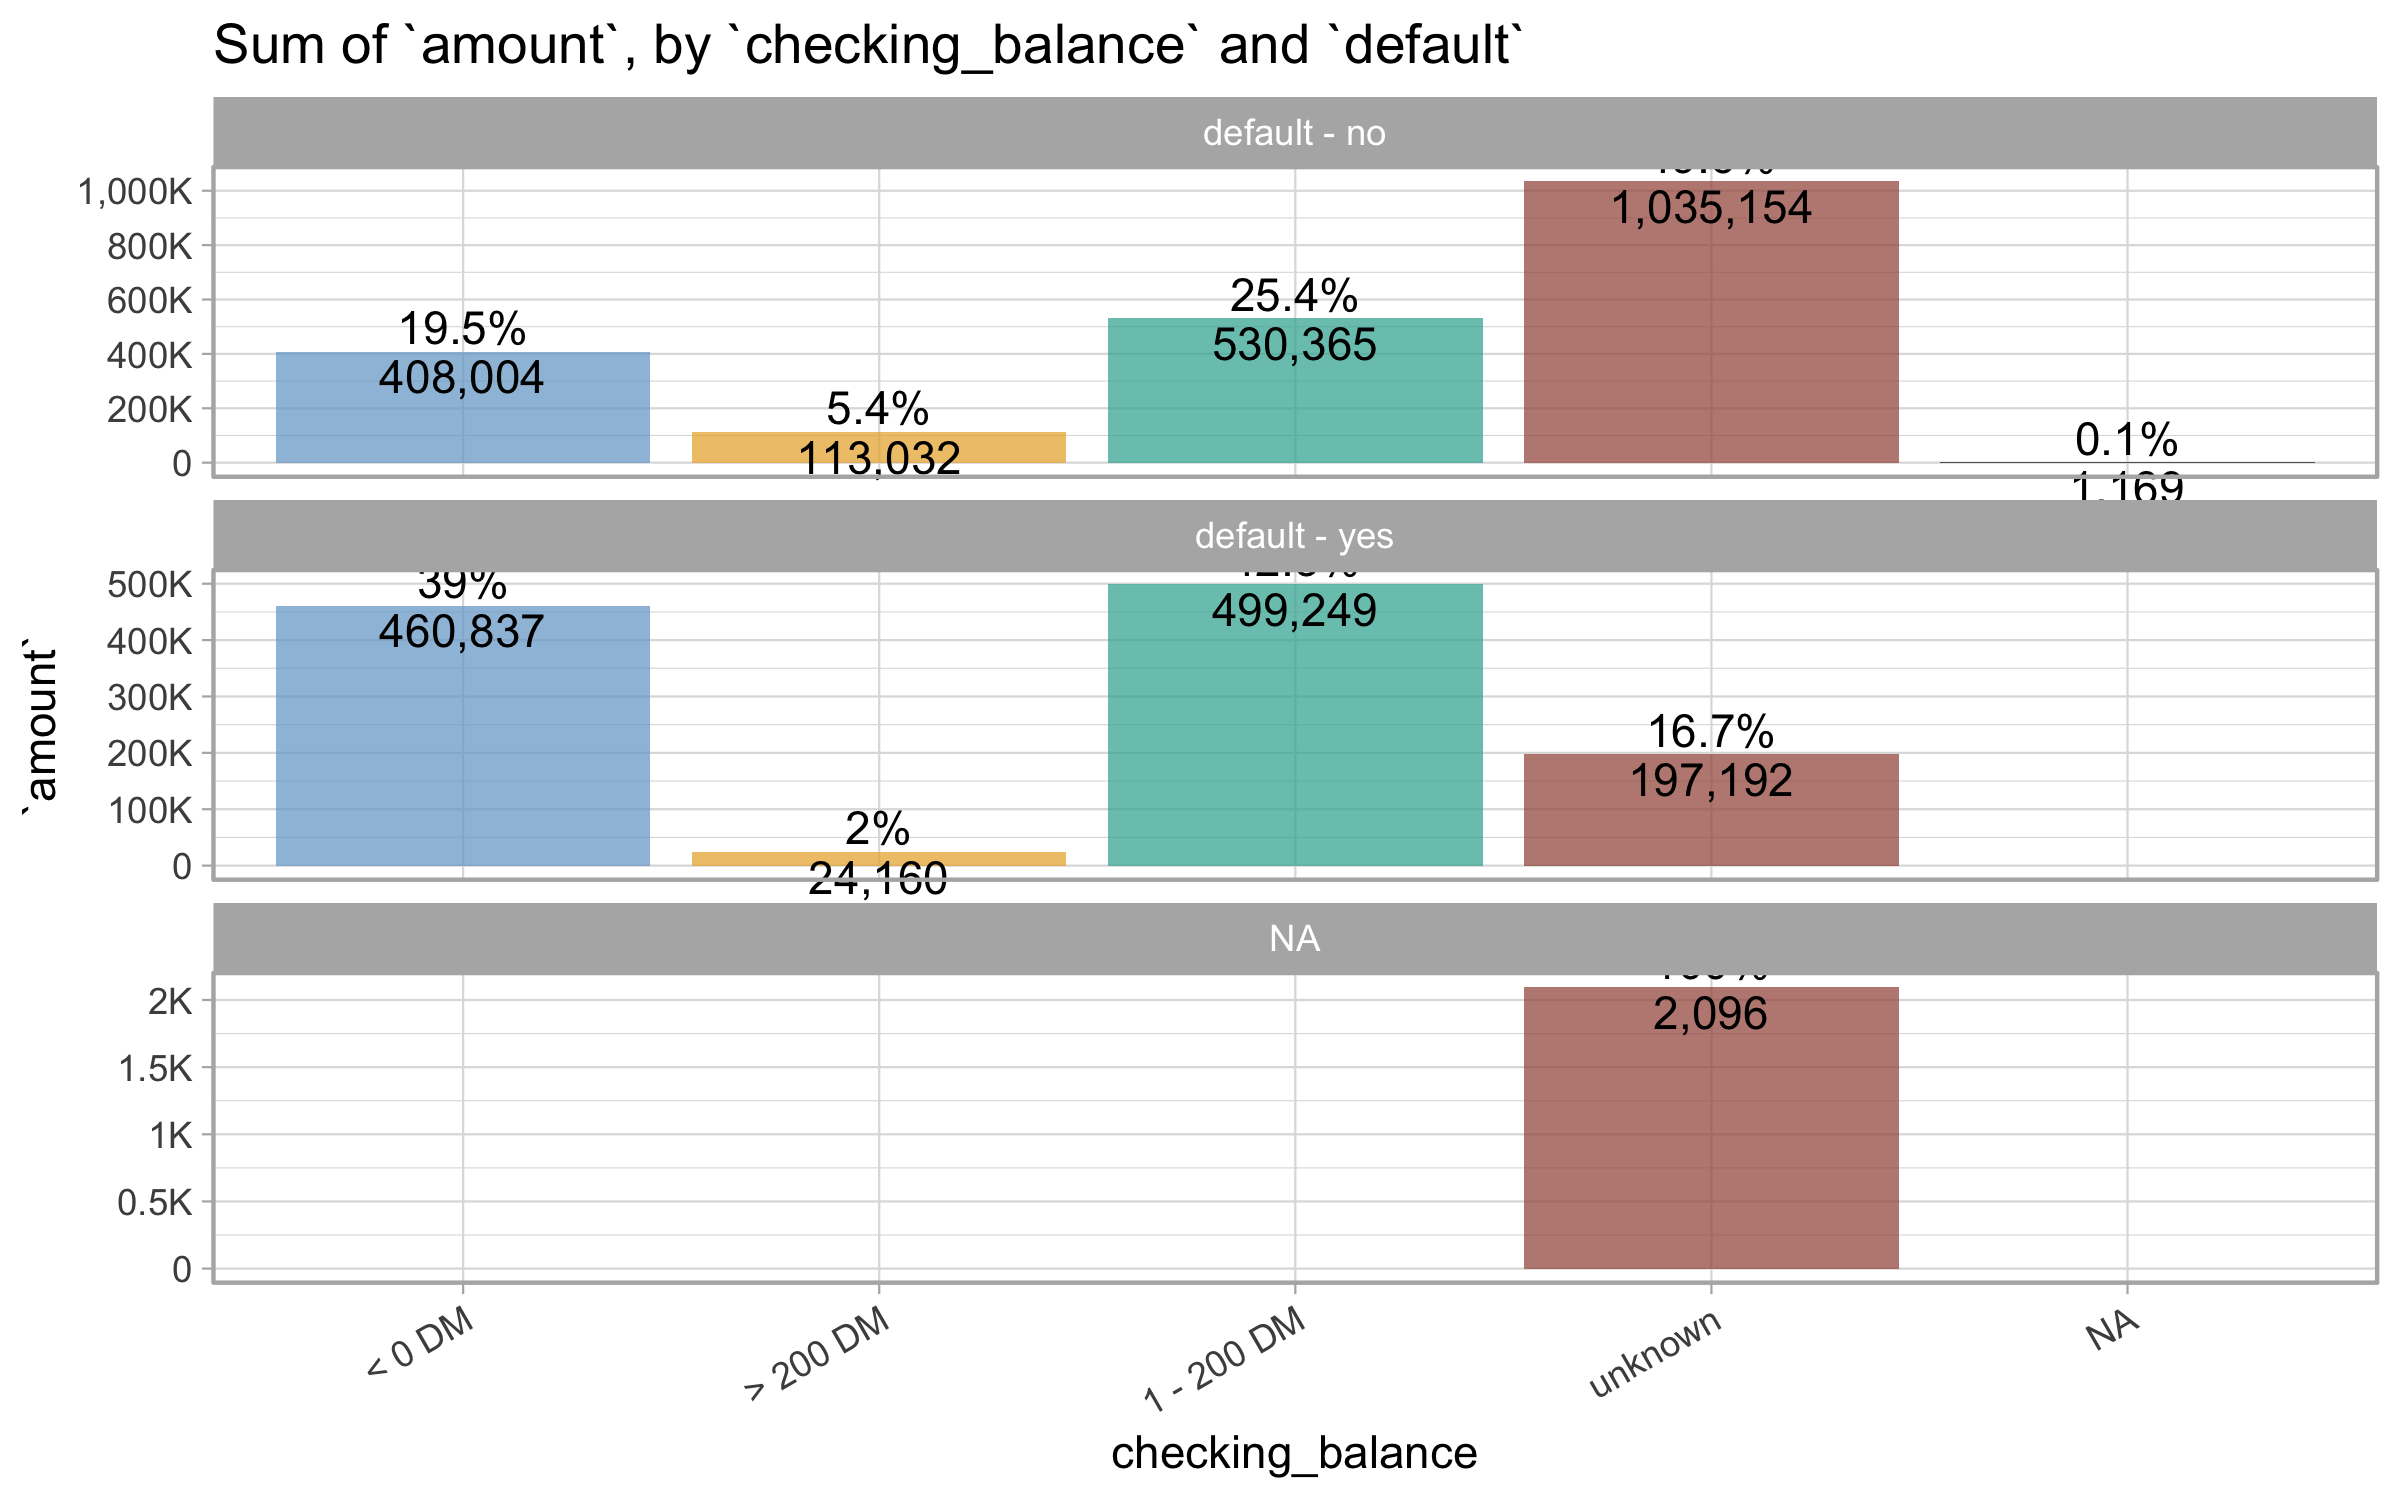 Sum of `amount`, by `checking_balance` and `default`
default - no
1,000K
800K
600K
400K
200K
0
19.5%
408,004
5.4%
113,032
25.4%
530,365
1,035,154
0.1%
1,169
default - yes
500K
400K
300K
200K
100K
0
39%
460,837
2%
24,160
499,249
16.7%
197,192
NA
2K
1.5K
1K
0.5K
0
2,096
`amount`
< 0 DM
> 200 DM
1 - 200 DM
unknown
NA
checking_balance